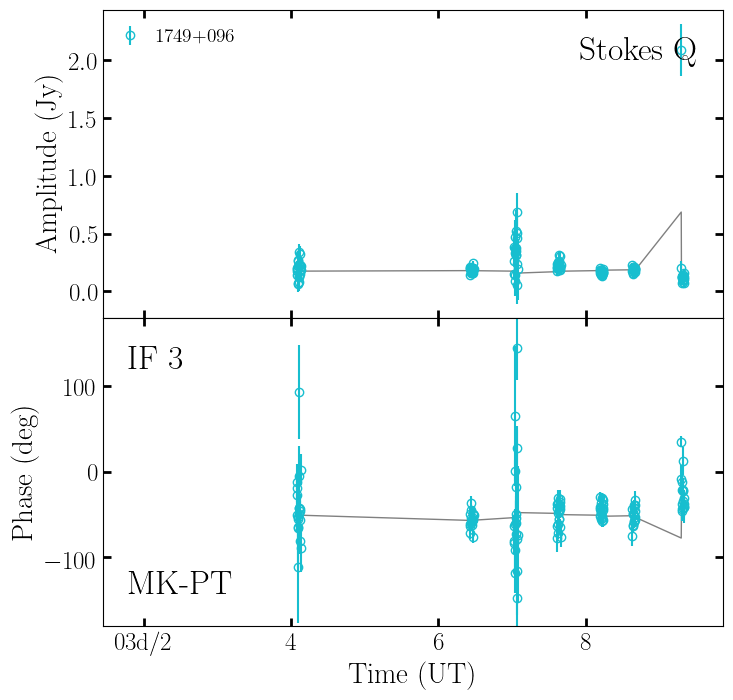 1749+096
Stokes Q
Amplitude (Jy)
2.0
1.5
1.0
0.5
0.0
IF 3
MK-PT
Phase (deg)
100
0
−100
03d/2
4
6
8
Time (UT)